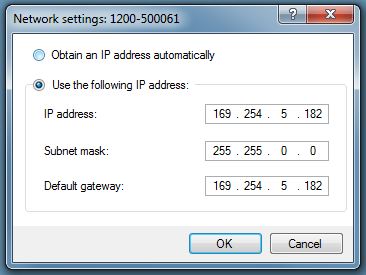 Network settings: 1200-500061
Obtain an IP address automatically
Use the following IP address:
IP address: 169 . 254 . 5 . 182
Subnet mask: 255 . 255 . 0 . 0
Default gateway: 169 . 254 . 5 . 182
OK Cancel